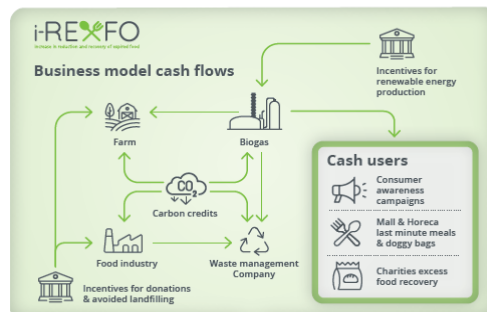 i-REXFO
Business model cash flows
Incentives for
renewable energy
production
Farm
Biogas
CO2
Carbon credits
Food industry
Waste management
Company
Incentives for donations
& avoided landfilling
Cash users
Consumer
awareness
campaigns
Mall & Horeca
last minute meals
& doggy bags
Charities excess
food recovery